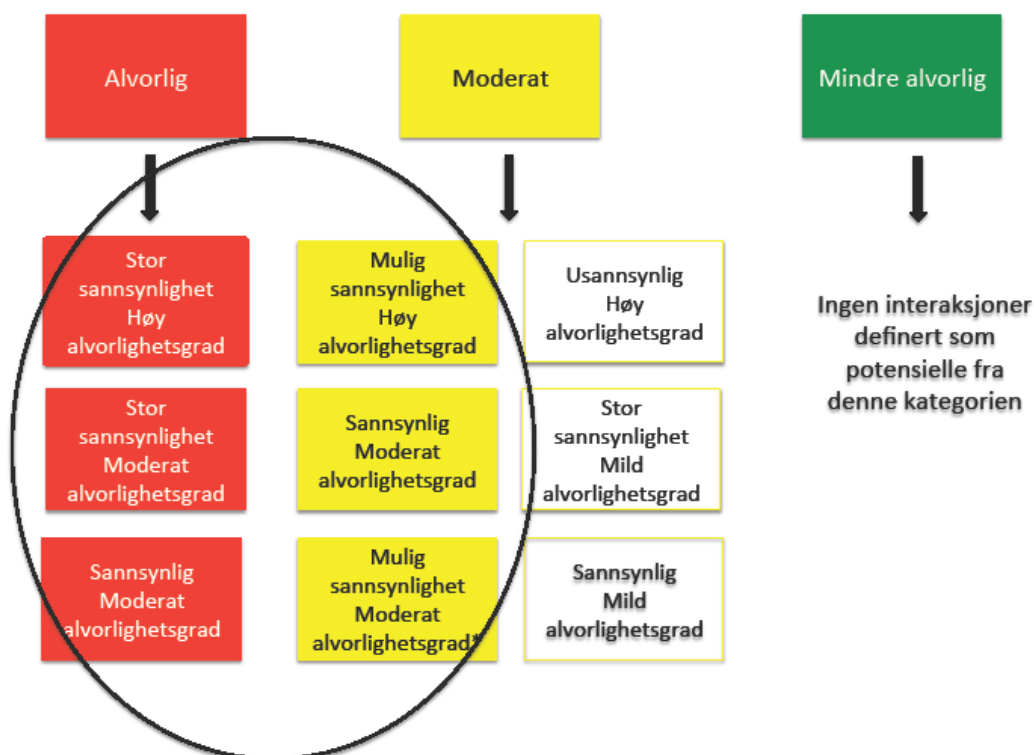 Alvorlig
Moderat
Mindre alvorlig
Stor
sannsynlighet
Høy
alvorlighetsgrad
Mulig
sannsynlighet
Høy
alvorlighetsgrad
Usannsynlig
Høy
alvorlighetsgrad
Ingen interaksjoner
definert som
potensielle fra
denne kategorien
Stor
sannsynlighet
Moderat
alvorlighetsgrad
Sannsynlig
Moderat
alvorlighetsgrad
Stor
sannsynlighet
Mild
alvorlighetsgrad
Sannsynlig
Moderat
alvorlighetsgrad
Mulig
sannsynlighet
Moderat
alvorlighetsgrad*
Sannsynlig
Mild
alvorlighetsgrad